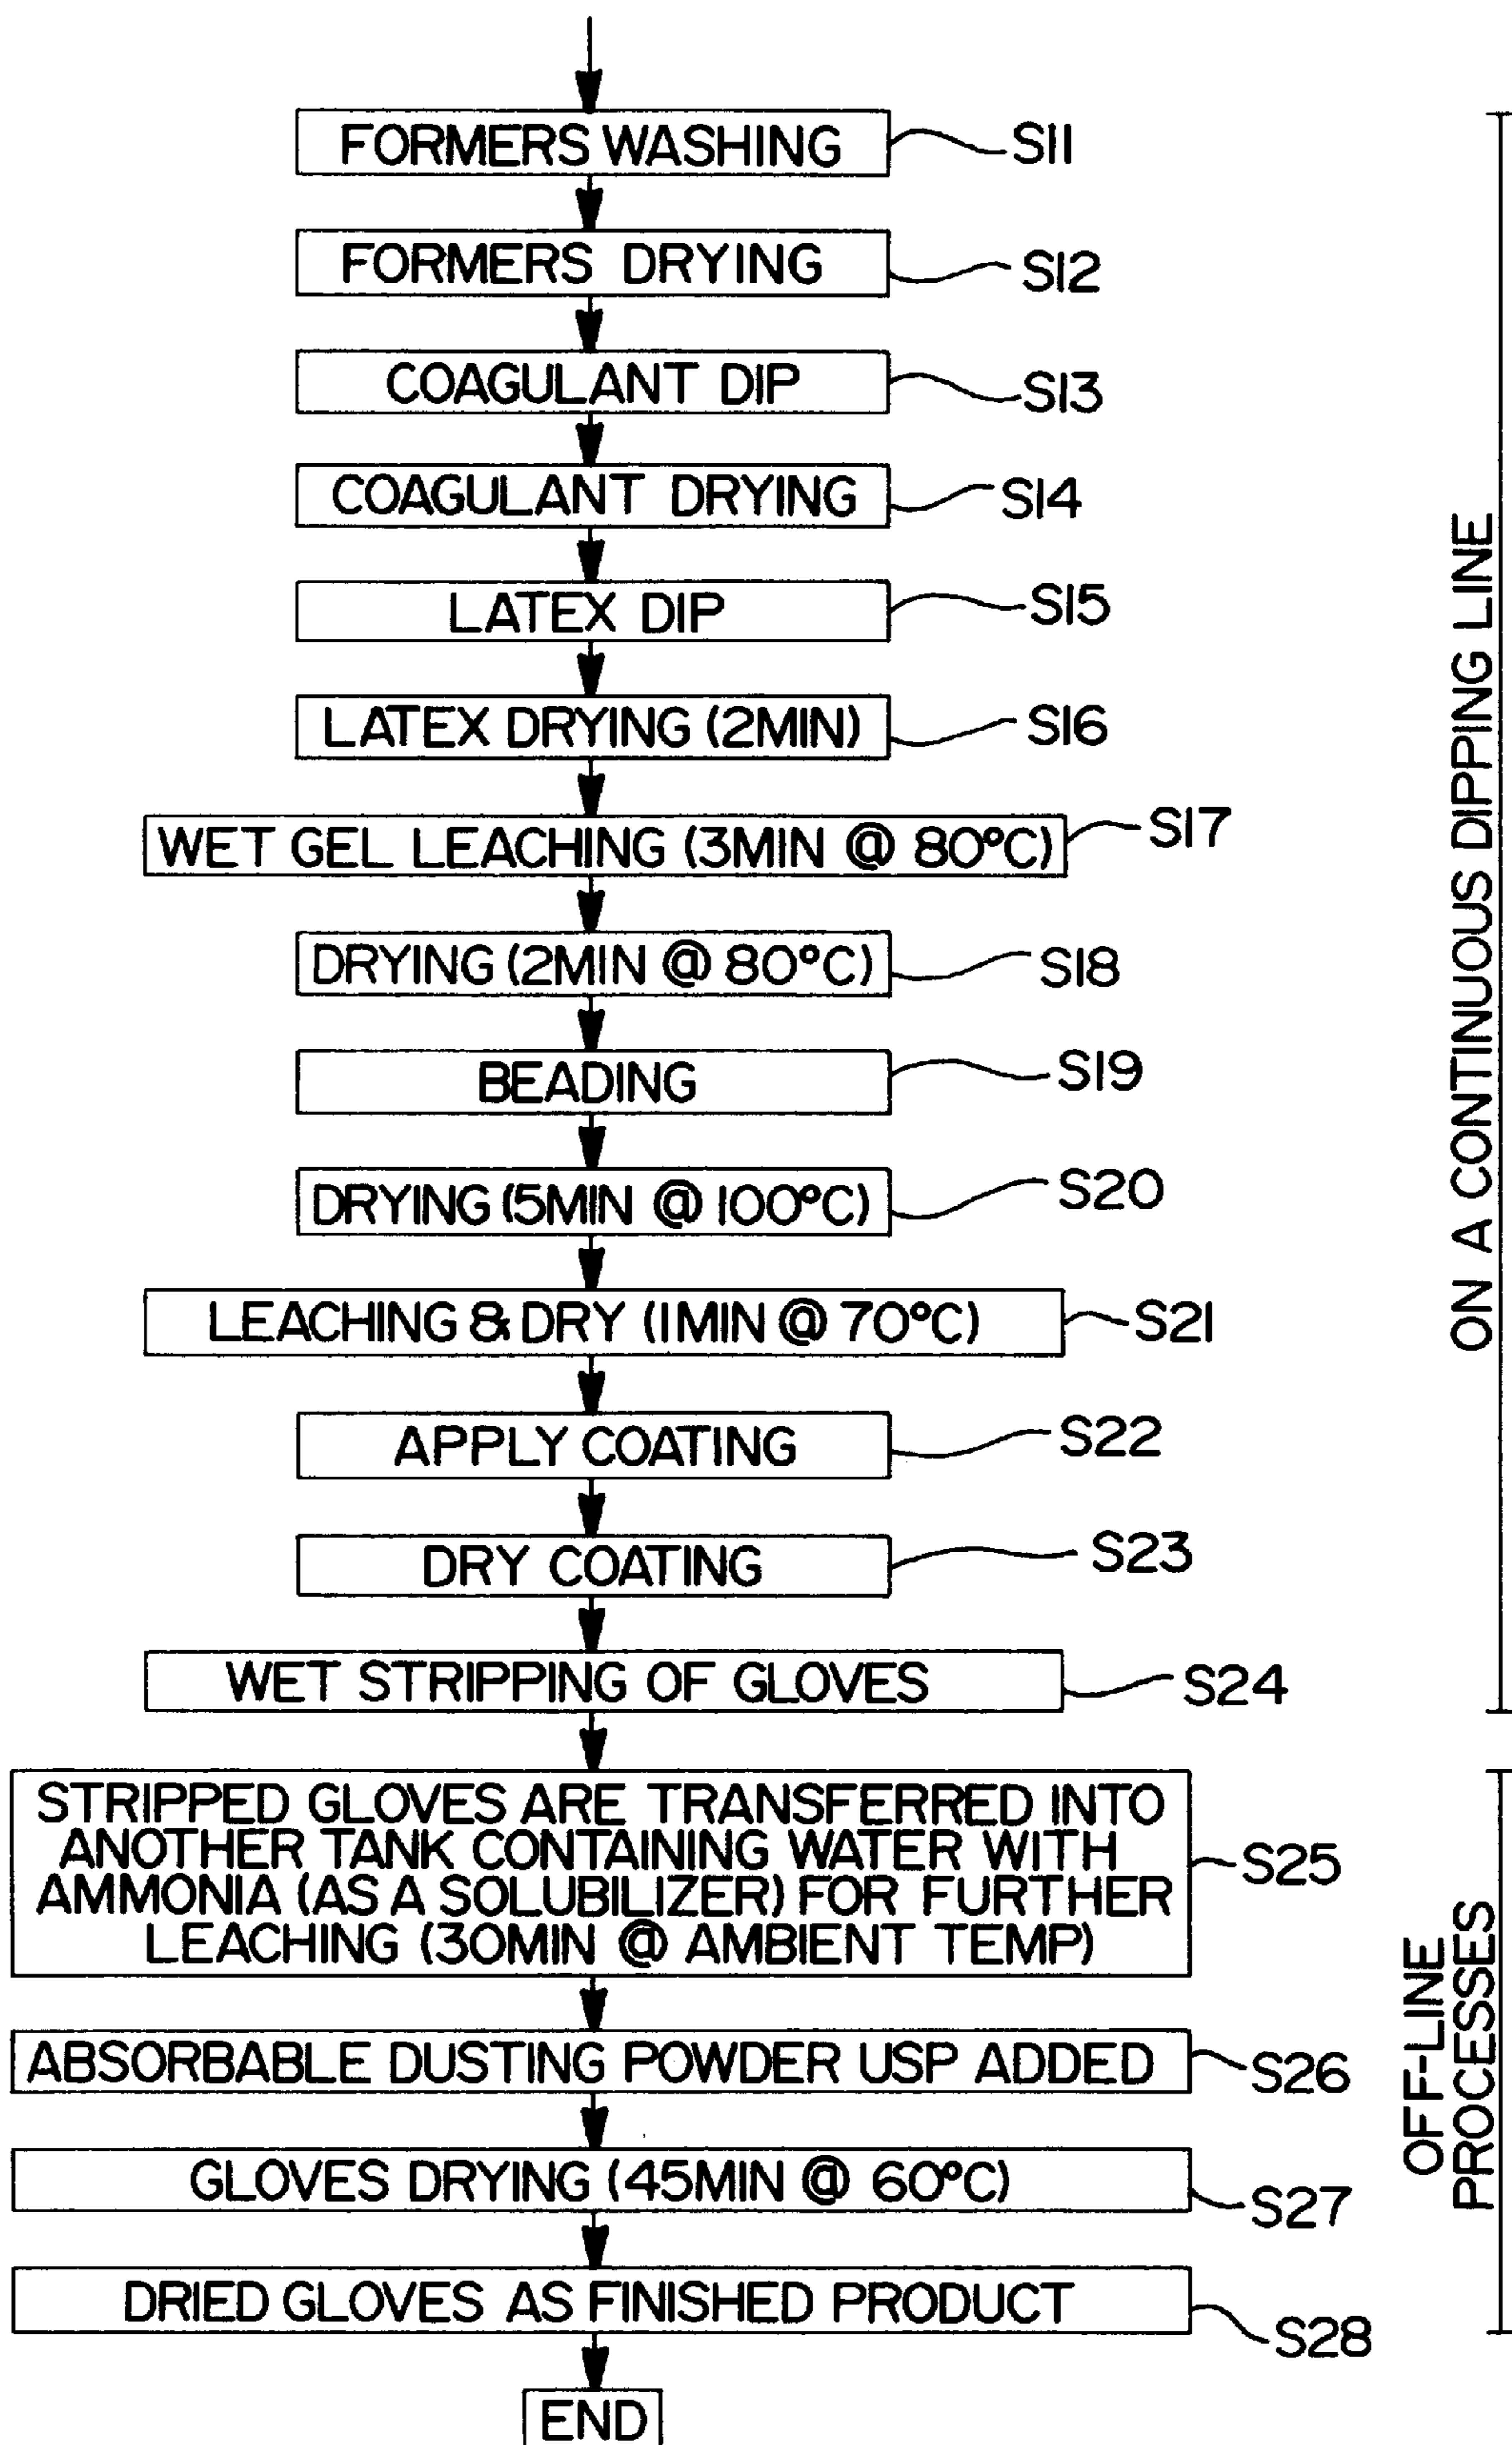 FORMERS WASHING
S11
FORMERS DRYING
S12
COAGULANT DIP
S13
COAGULANT DRYING
S14
LATEX DIP
S15
LATEX DRYING (2MIN)
S16
WET GEL LEACHING (3MIN @ 80°C)
S17
DRYING (2MIN @ 80°C)
S18
BEADING
S19
DRYING (5MIN @ 100°C)
S20
LEACHING & DRY (1MIN @ 70°C)
S21
APPLY COATING
S22
DRY COATING
S23
WET STRIPPING OF GLOVES
S24
ON A CONTINUOUS DIPPING LINE
STRIPPED GLOVES ARE TRANSFERRED INTO
ANOTHER TANK CONTAINING WATER WITH
AMMONIA (AS A SOLUBILIZER) FOR FURTHER
LEACHING (30MIN @ AMBIENT TEMP)
S25
ABSORBABLE DUSTING POWDER USP ADDED
S26
GLOVES DRYING (45MIN @ 60°C)
S27
DRIED GLOVES AS FINISHED PRODUCT
S28
OFF-LINE
PROCESSES
END